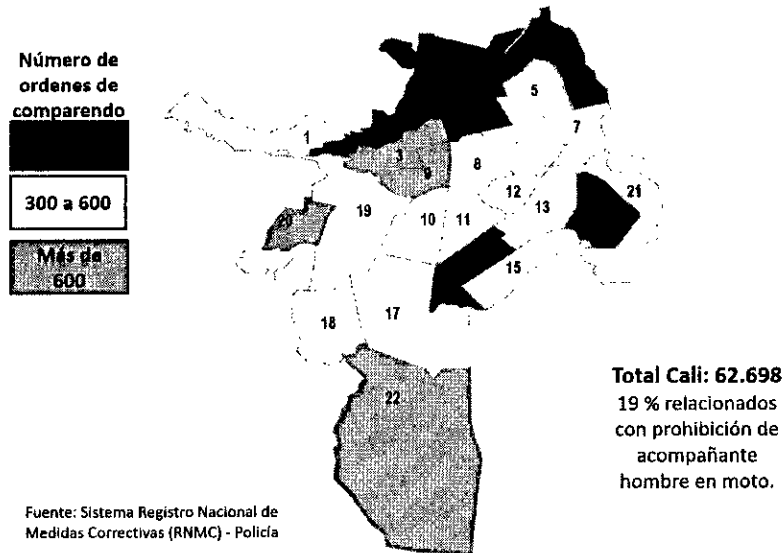 Número de
ordenes de
comparendo
300 a 600
Más de
600
1
3
5
7
8
9
10
11
12
13
15
17
18
19
20
21
22
Total Cali: 62.698
19 % relacionados
con prohibición de
acompañante
hombre en moto.
Fuente: Sistema Registro Nacional de
Medidas Correctivas (RNMC) - Policía